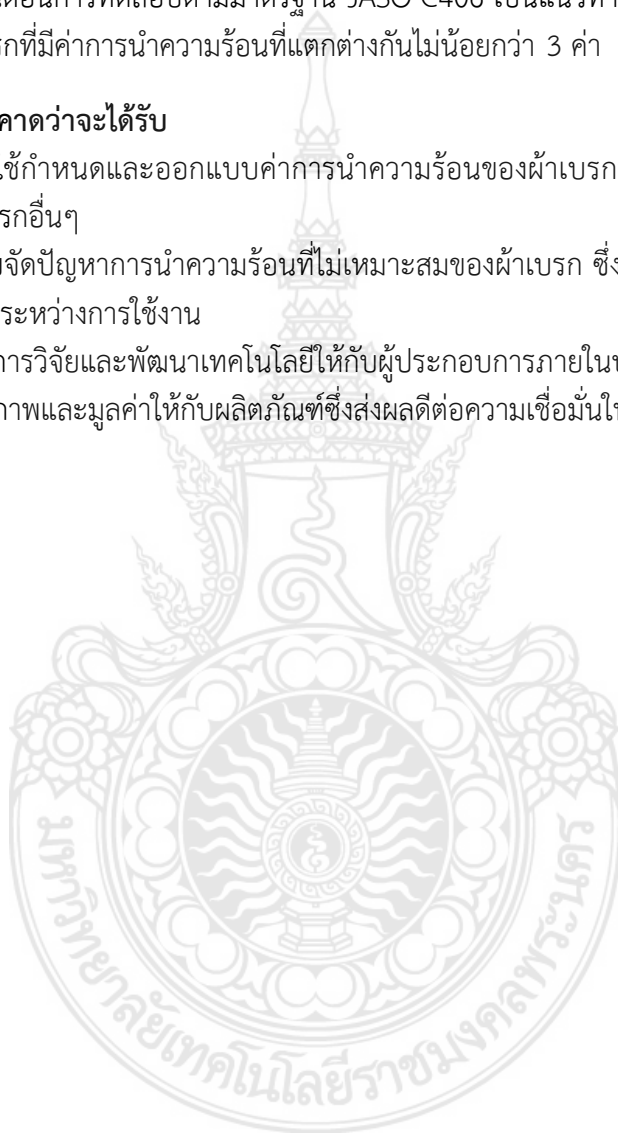 การทดสอบตามมาตรฐาน JASO C406 เป็นแนวทา
รกที่มีค่าการนำความร้อนที่แตกต่างกันไม่น้อยกว่า 3 ค่า
คาดว่าจะได้รับ
ใช้กำหนดและออกแบบค่าการนำความร้อนของผ้าเบรก
รกอื่นๆ
จัดปัญหาการนำความร้อนที่ไม่เหมาะสมของผ้าเบรก ซึ่ง
ระหว่างการใช้งาน
การวิจัยและพัฒนาเทคโนโลยีให้กับผู้ประกอบการภายใน
ภาพและมูลค่าให้กับผลิตภัณฑ์ซึ่งส่งผลดีต่อความเชื่อมั่นใ
มหาวิทยาลัยเทคโนโลยีราชมงคลพระนคร